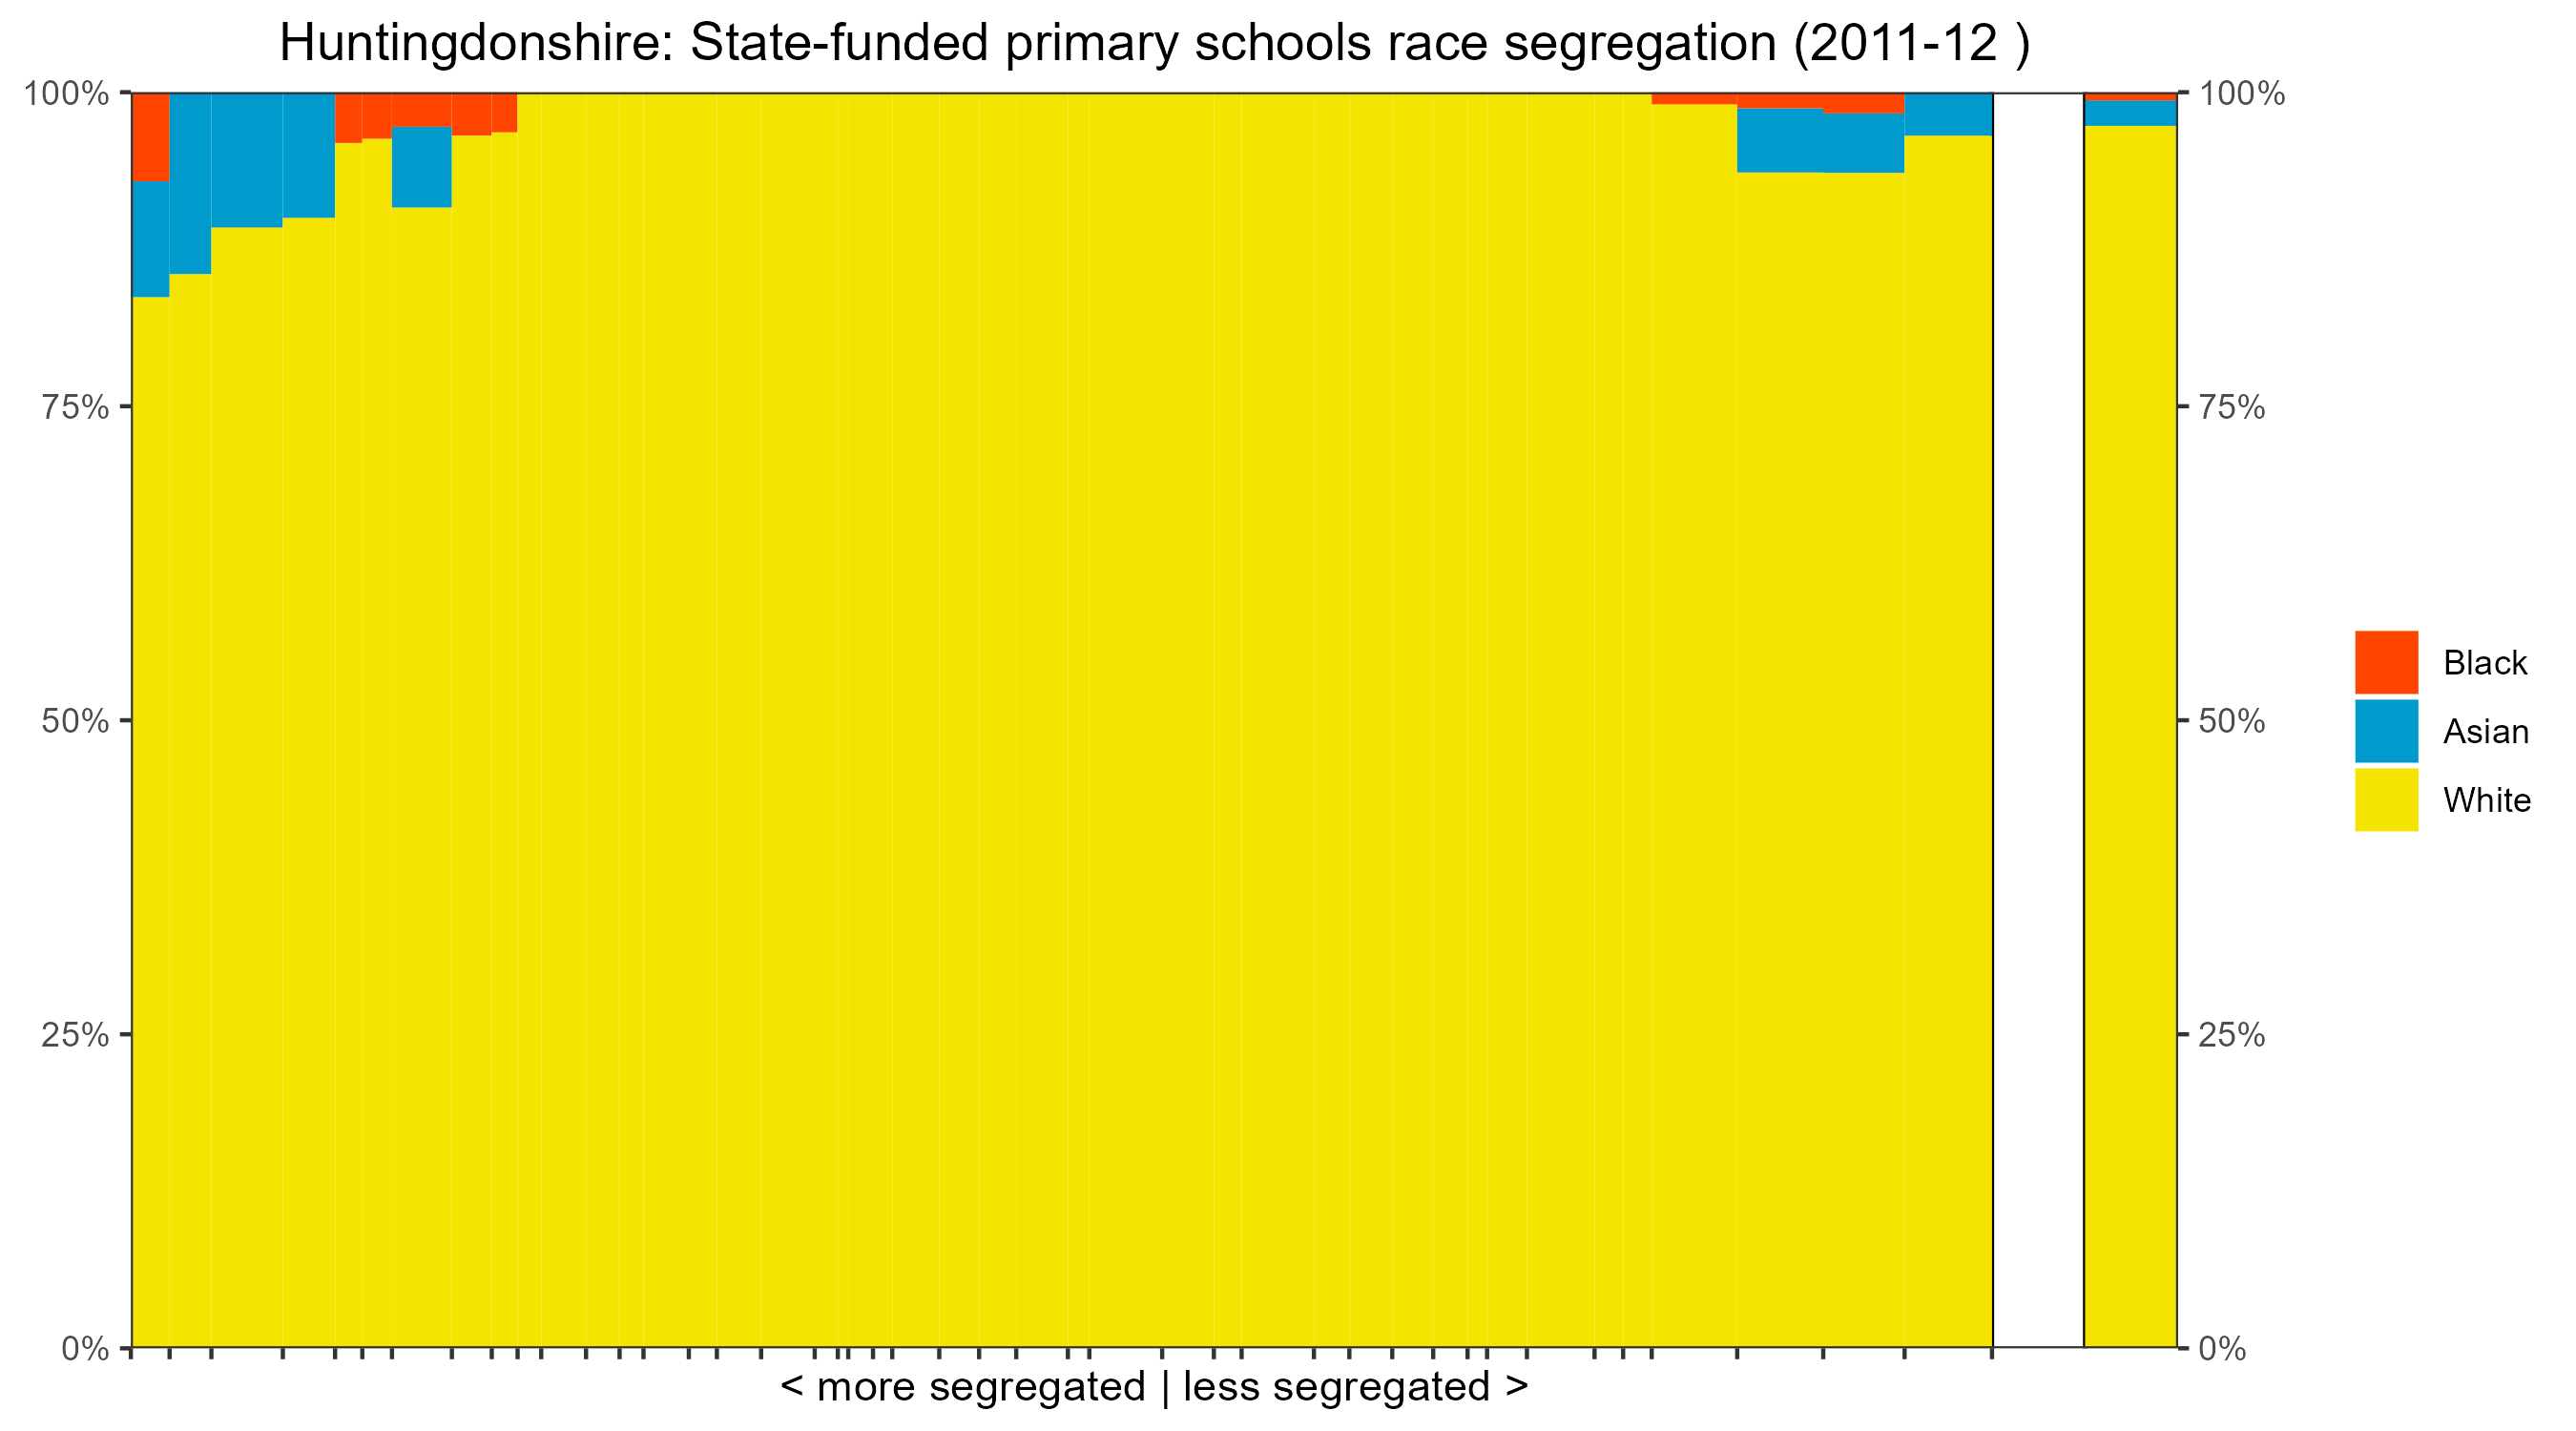 Huntingdonshire: State-funded primary schools race segregation (2011-12 )
100%
75%
50%
25%
0%
100%
75%
50%
25%
0%
Black
Asian
White
< more segregated | less segregated >